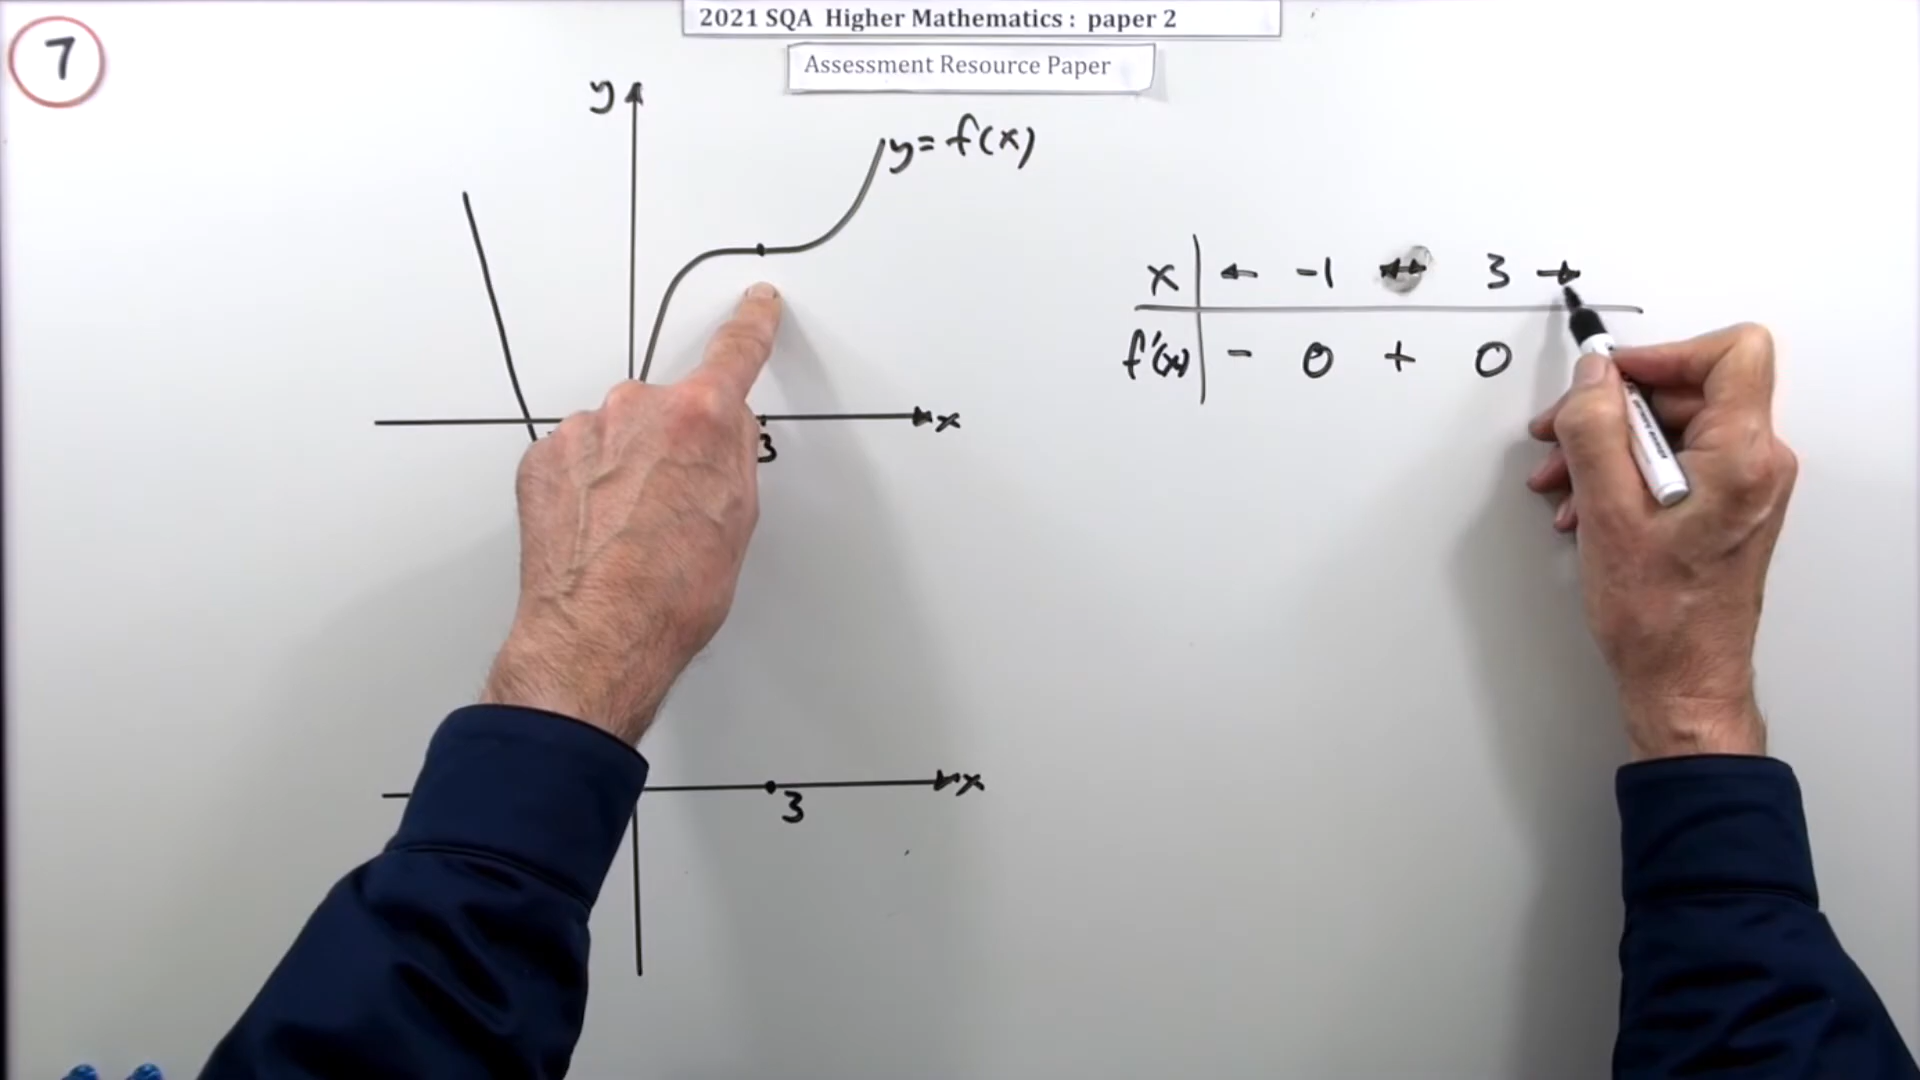 7
2021 SQA Higher Mathematics : paper 2
Assessment Resource Paper
y
y = f(x)
x ← -1 ↔ 3 →
f'(x) - 0 + 0
x
3
x
3